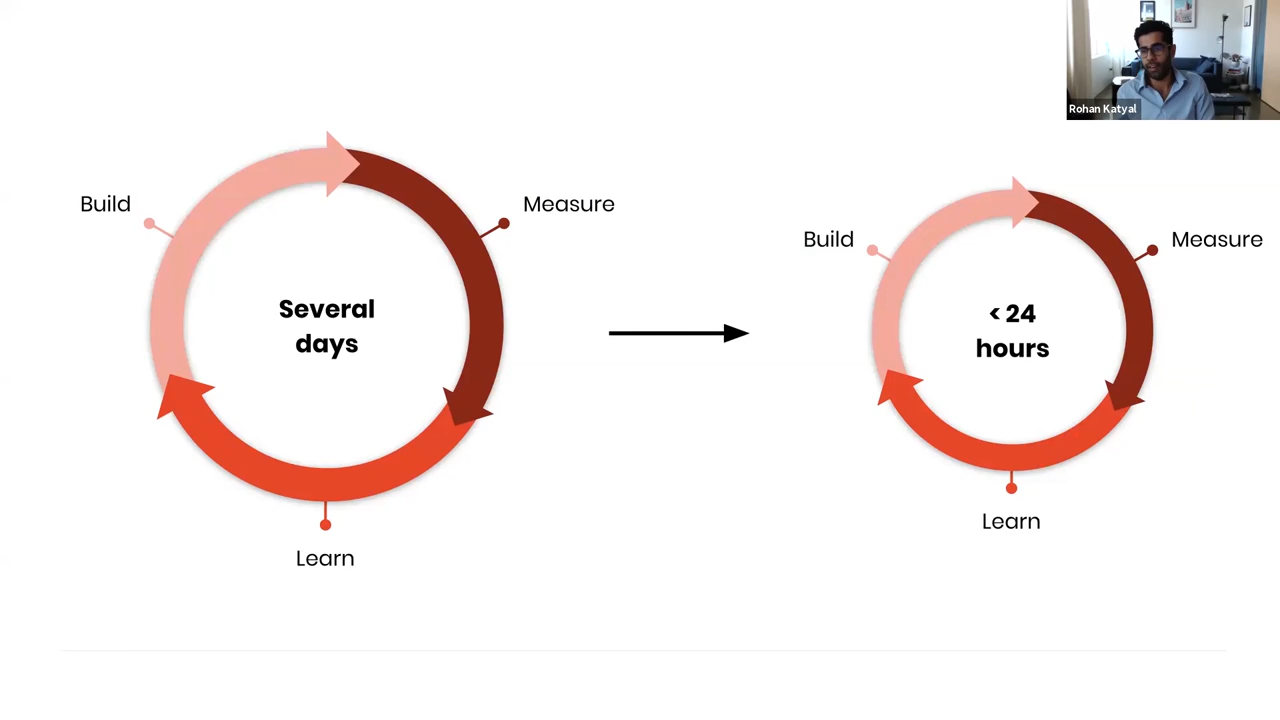 Rohan Katyal
Build
Measure
Several
days
Learn
Build
Measure
< 24
hours
Learn